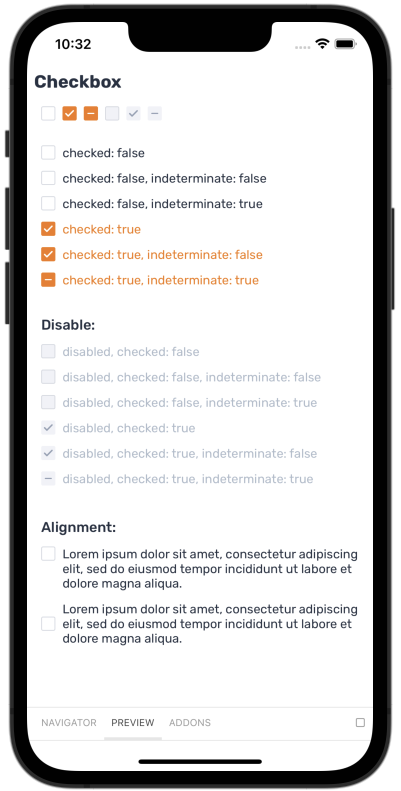 10:32
Checkbox
checked: false
checked: false, indeterminate: false
checked: false, indeterminate: true
checked: true
checked: true, indeterminate: false
checked: true, indeterminate: true
Disable:
disabled, checked: false
disabled, checked: false, indeterminate: false
disabled, checked: false, indeterminate: true
disabled, checked: true
disabled, checked: true, indeterminate: false
disabled, checked: true, indeterminate: true
Alignment:
Lorem ipsum dolor sit amet, consectetur adipiscing
elit, sed do eiusmod tempor incididunt ut labore et
dolore magna aliqua.
Lorem ipsum dolor sit amet, consectetur adipiscing
elit, sed do eiusmod tempor incididunt ut labore et
dolore magna aliqua.
NAVIGATOR PREVIEW ADDONS